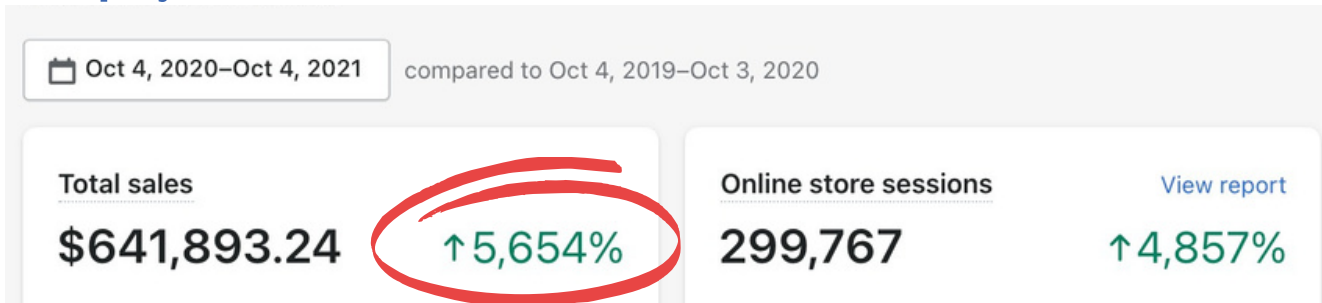 Oct 4, 2020–Oct 4, 2021 compared to Oct 4, 2019–Oct 3, 2020
Total sales
$641,893.24 ↑5,654%
Online store sessions View report
299,767 ↑4,857%